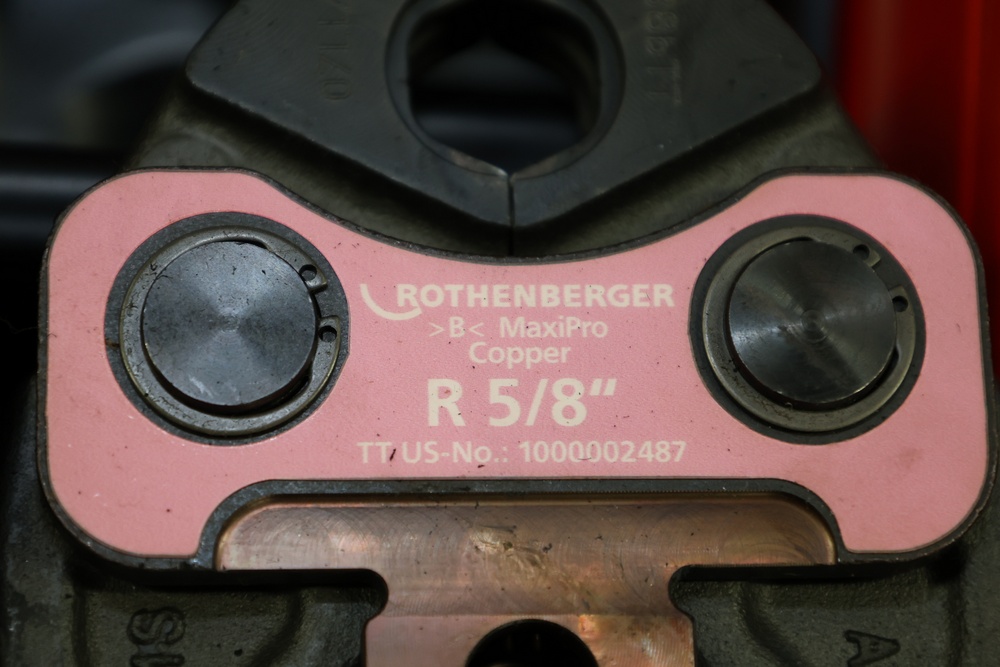 ROTHENBERGER
>B< MaxiPro
Copper
R 5/8“
TT US-No.: 1000002487
A